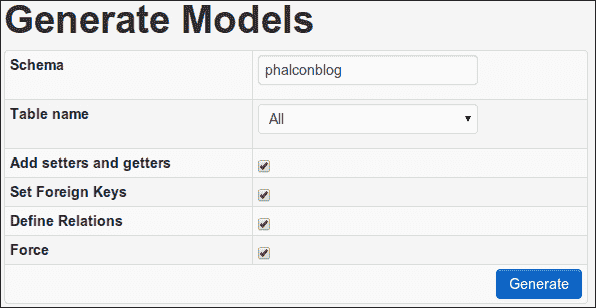 Generate Models
Schema phalconblog
Table name All
Add setters and getters
Set Foreign Keys
Define Relations
Force
Generate